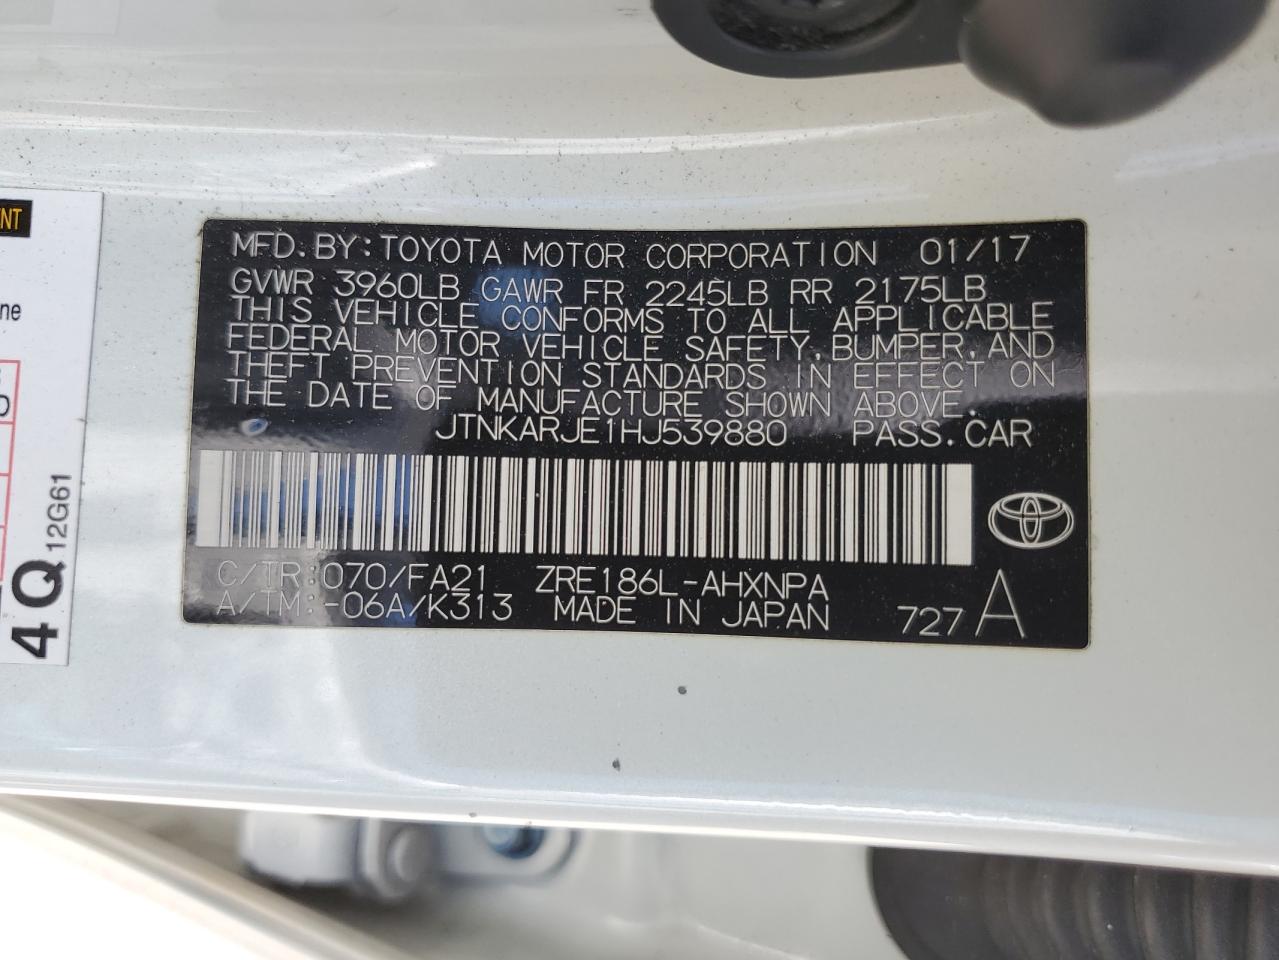 MFD.BY:TOYOTA MOTOR CORPORATION 01/17
GVWR 3960LB GAWR FR 2245LB RR 2175LB
THIS VEHICLE CONFORMS TO ALL APPLICABLE
FEDERAL MOTOR VEHICLE SAFETY,BUMPER,AND
THEFT PREVENTION STANDARDS IN EFFECT ON
THE DATE OF MANUFACTURE SHOWN ABOVE.
JTNKARJE1HJ539880 PASS.CAR
C/TR:070/FA21 ZRE186L-AHXNPA
A/TM:-06A/K313 MADE IN JAPAN 727 A
4Q 12G61